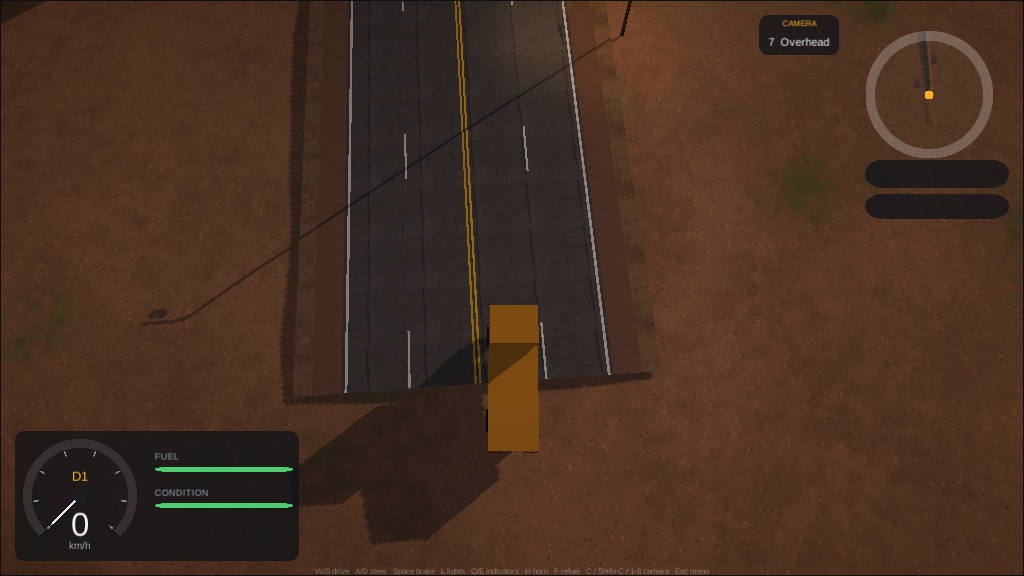 CAMERA
7 Overhead
FUEL
D1
CONDITION
0
km/h
W/S drive A/D steer Space brake L lights Q/E indicators H horn F refuel C / Shift+C / 1-8 camera Esc menu